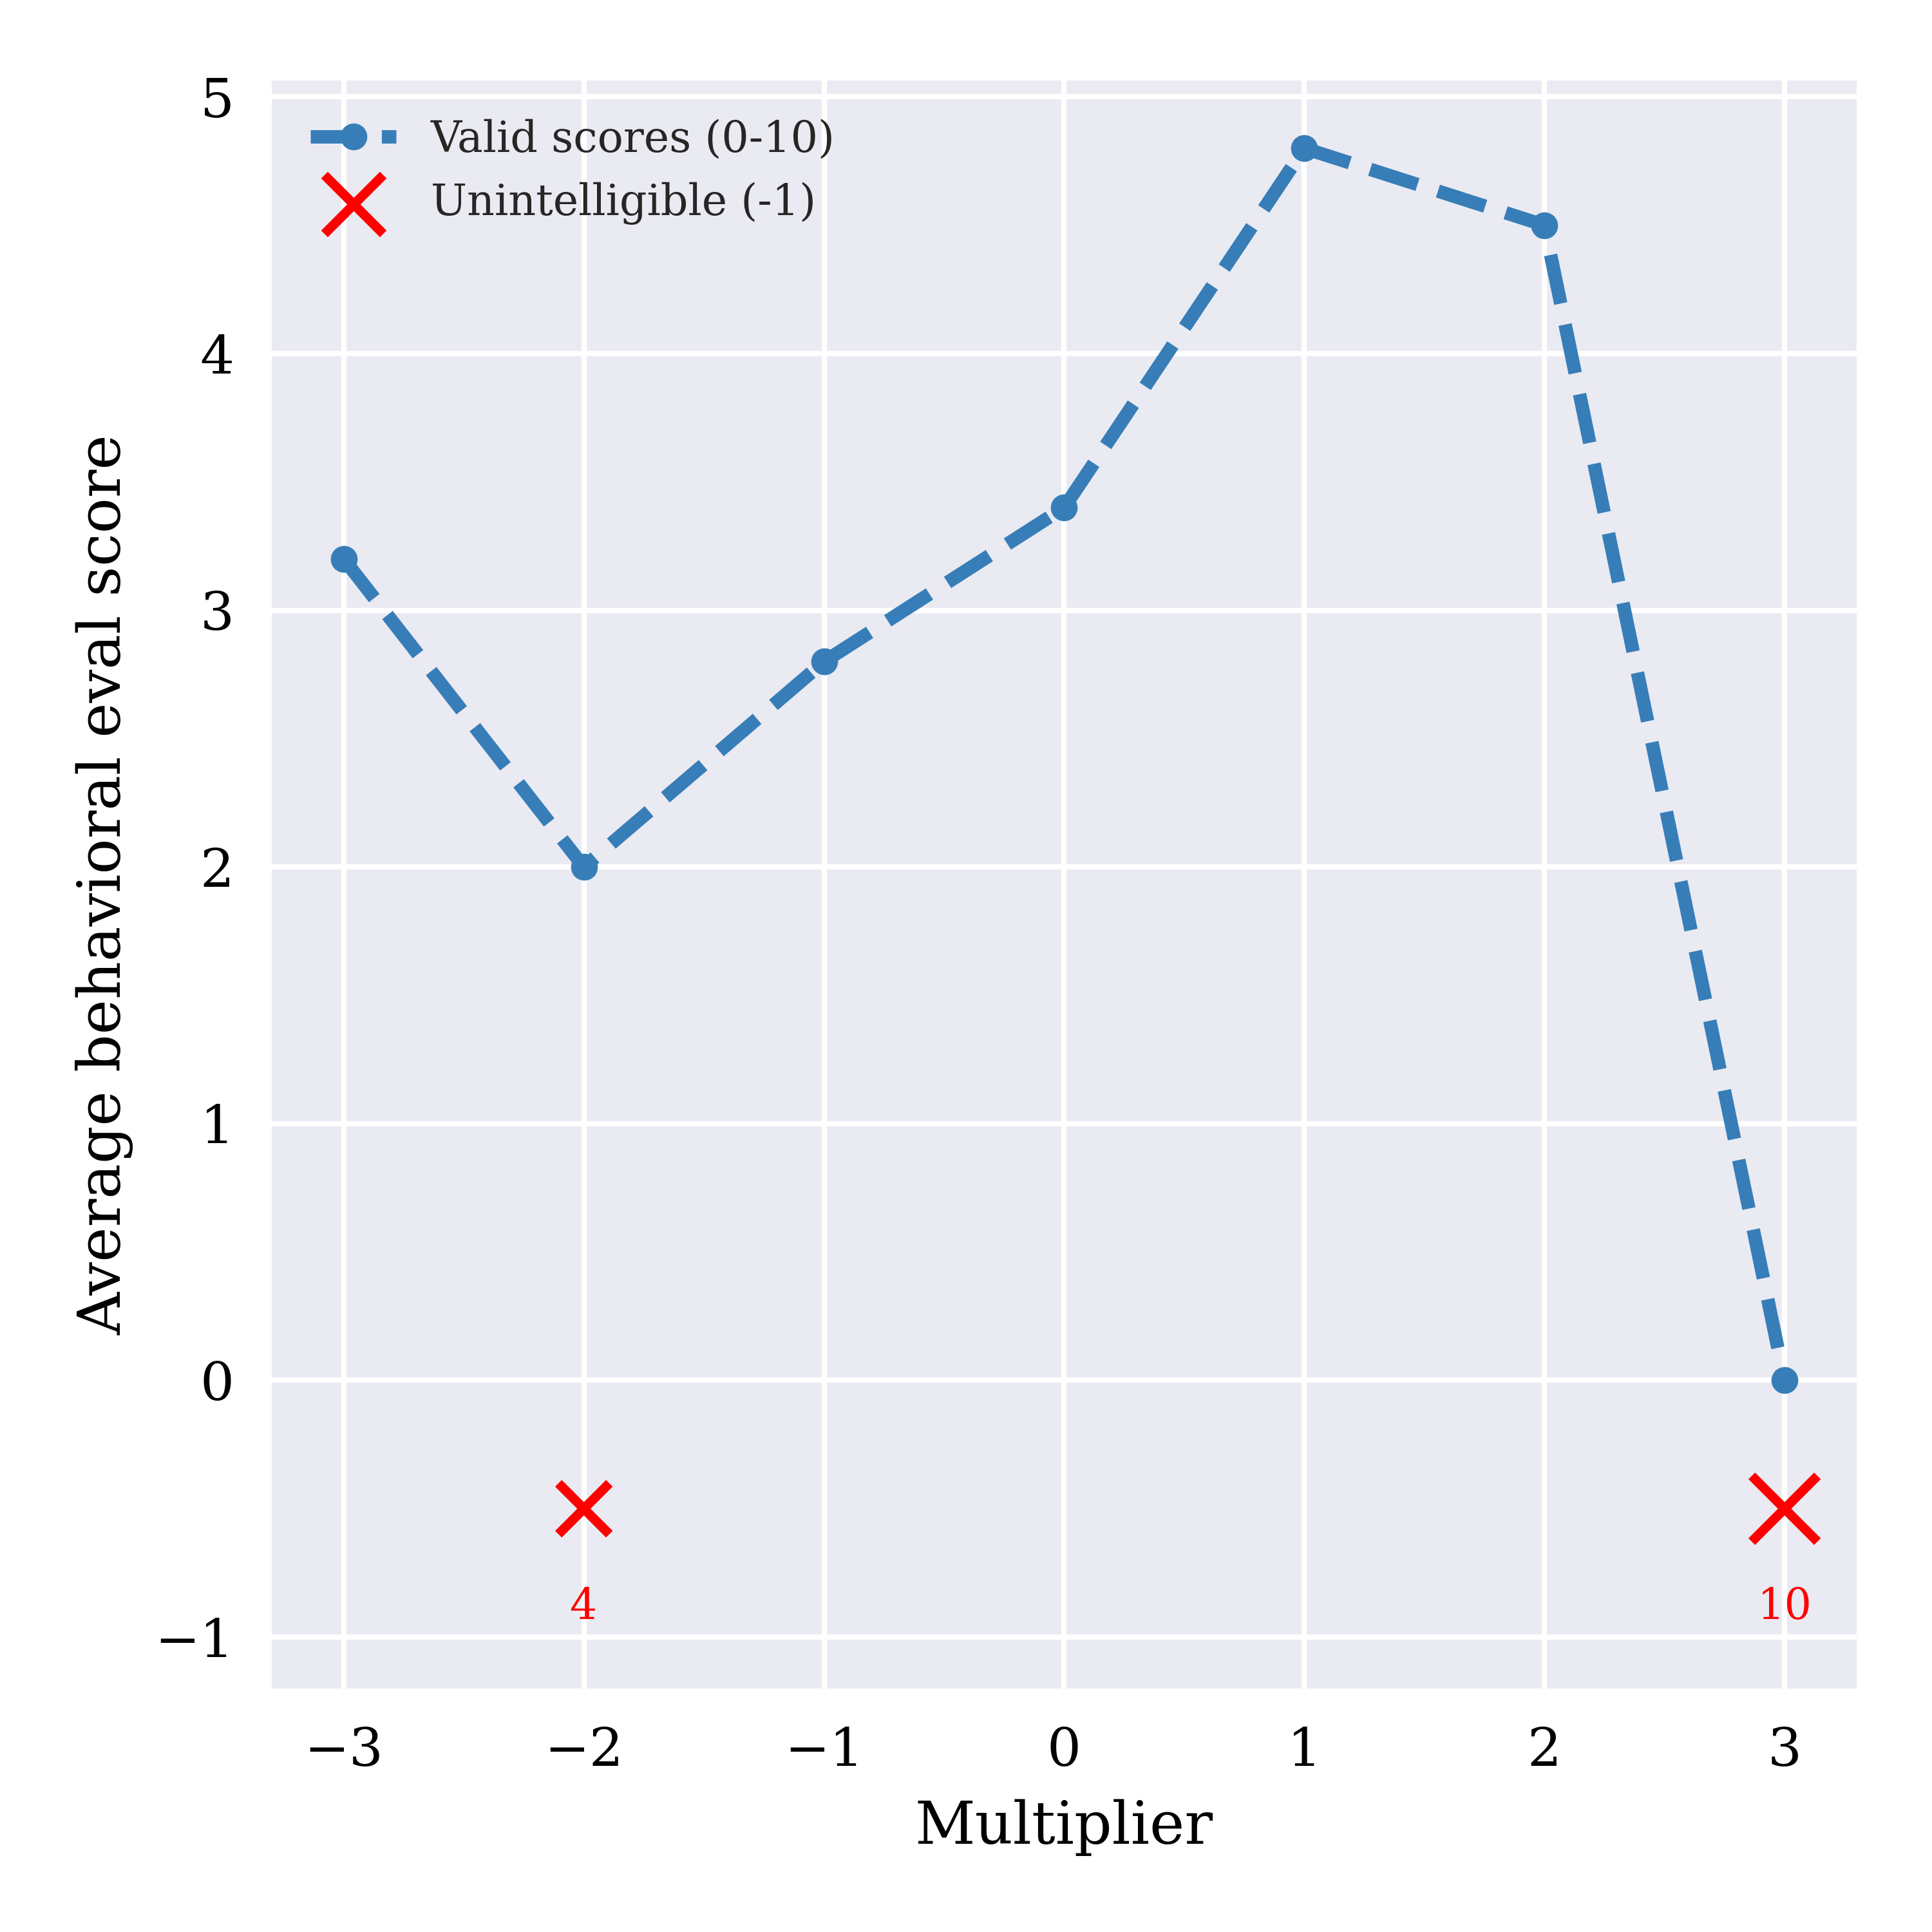 5
Valid scores (0-10)
Unintelligible (-1)
4
3
2
1
0
−1
Average behavioral eval score
4
10
−3 −2 −1 0 1 2 3
Multiplier